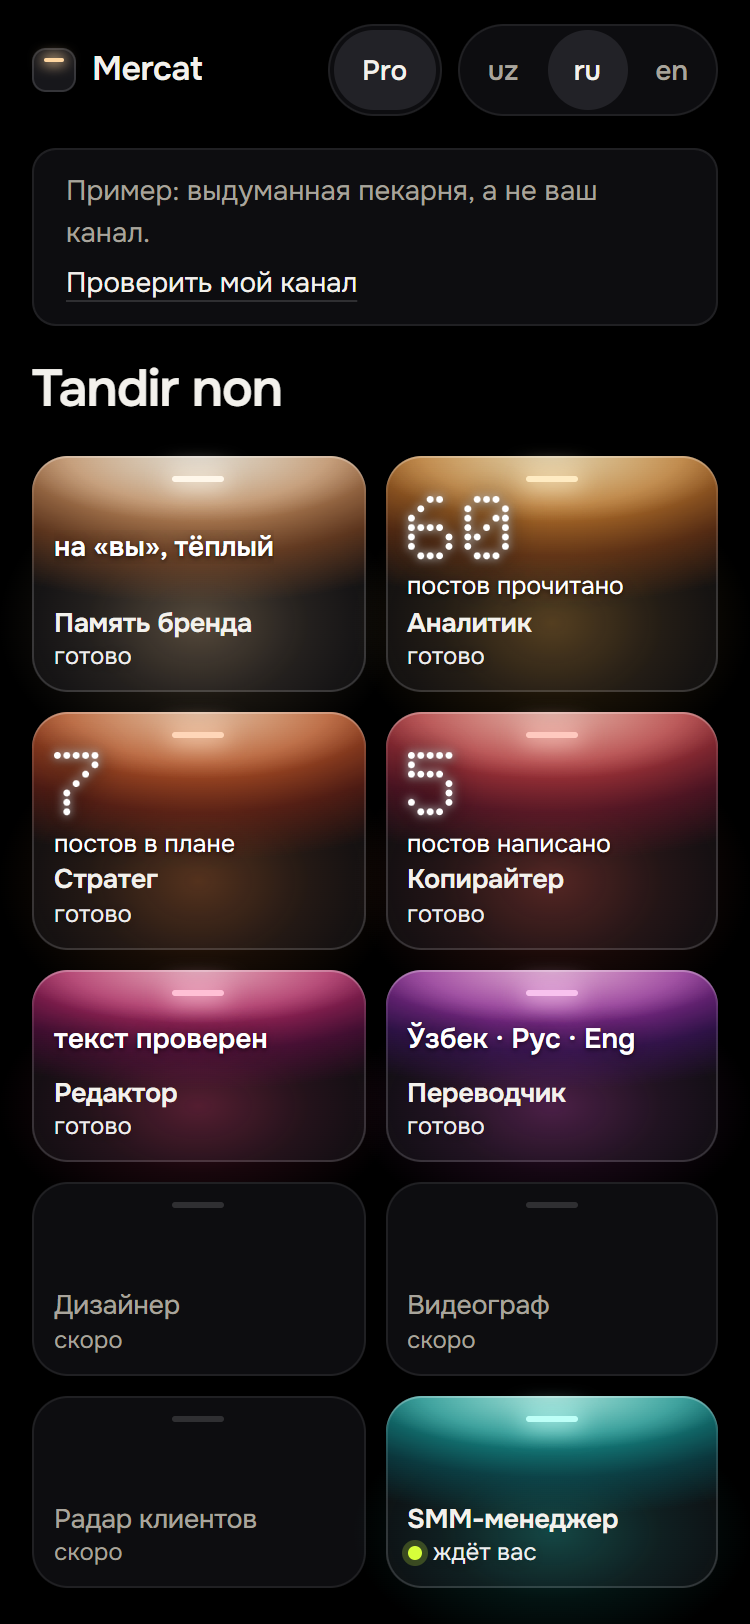 Mercat
Pro
uz
ru
en
Пример: выдуманная пекарня, а не ваш
канал.
Проверить мой канал
Tandir non
на «вы», тёплый
Память бренда
готово
60
постов прочитано
Аналитик
готово
7
постов в плане
Стратег
готово
5
постов написано
Копирайтер
готово
текст проверен
Редактор
готово
Ўзбек · Рус · Eng
Переводчик
готово
Дизайнер
скоро
Видеограф
скоро
Радар клиентов
скоро
SMM-менеджер
ждёт вас